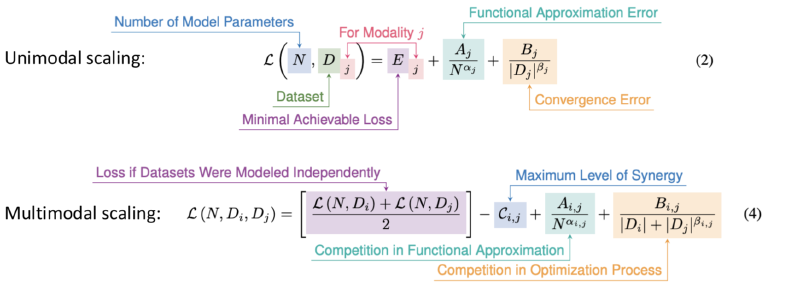 Number of Model Parameters
Functional Approximation Error
For Modality j
Unimodal scaling: ℒ(N, D_j) = E_j + A_j/N^{α_j} + B_j/|D_j|^{β_j} (2)
Dataset
Convergence Error
Minimal Achievable Loss
Loss if Datasets Were Modeled Independently
Maximum Level of Synergy
Multimodal scaling: ℒ(N, D_i, D_j) = [(ℒ(N, D_i) + ℒ(N, D_j))/2] − 𝒞_{i,j} + A_{i,j}/N^{α_{i,j}} + B_{i,j}/|D_i| + |D_j|^{β_{i,j}} (4)
Competition in Functional Approximation
Competition in Optimization Process